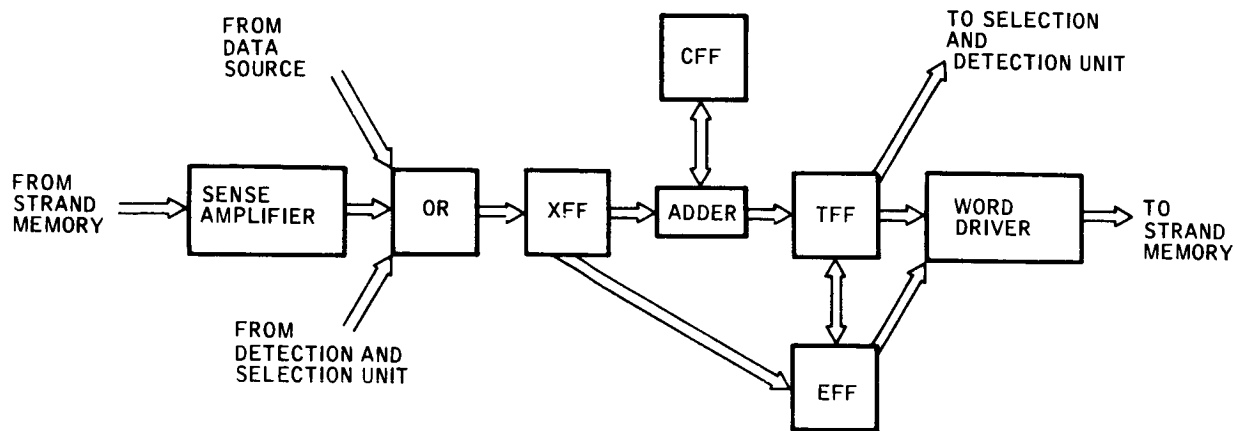 FROM
DATA
SOURCE
CFF
TO SELECTION
AND
DETECTION UNIT
FROM
STRAND
MEMORY
SENSE
AMPLIFIER
OR
XFF
ADDER
TFF
WORD
DRIVER
TO
STRAND
MEMORY
FROM
DETECTION AND
SELECTION UNIT
EFF